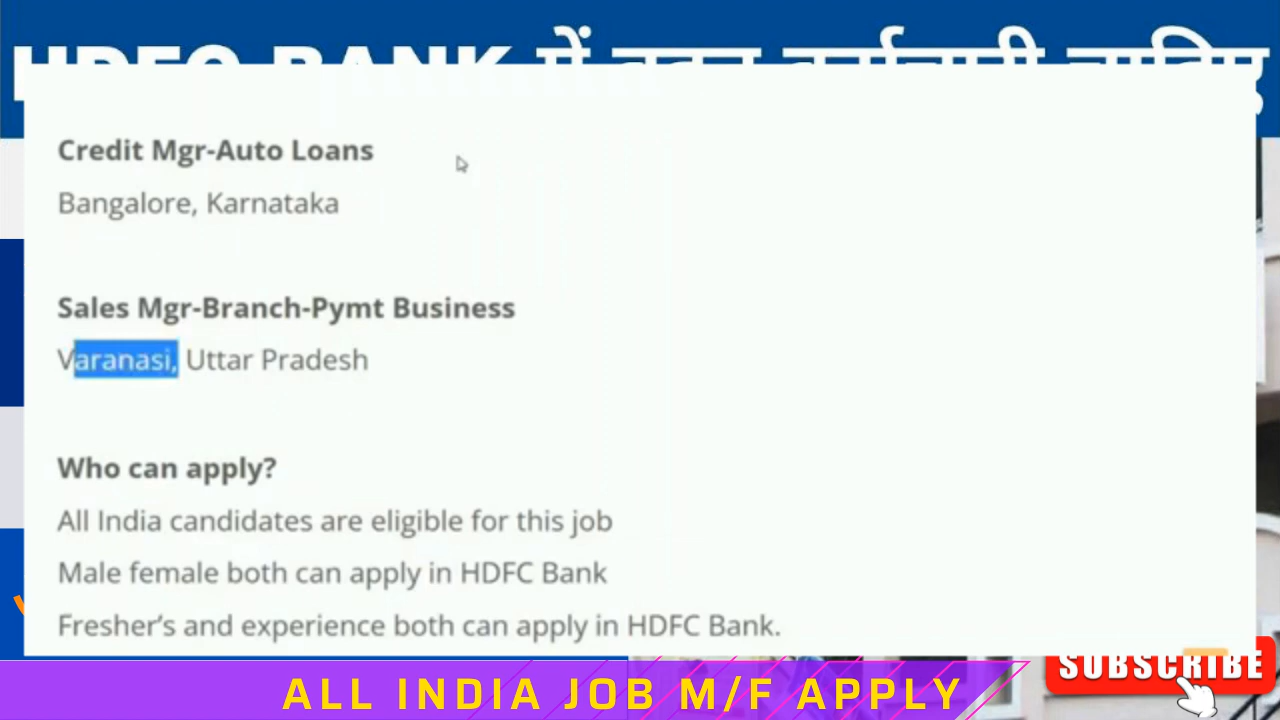 HDFC BANK में
Credit Mgr-Auto Loans
Bangalore, Karnataka
Sales Mgr-Branch-Pymt Business
Varanasi, Uttar Pradesh
Who can apply?
All India candidates are eligible for this job
Male female both can apply in HDFC Bank
Fresher’s and experience both can apply in HDFC Bank.
SUBSCRIBE
ALL INDIA JOB M/F APPLY